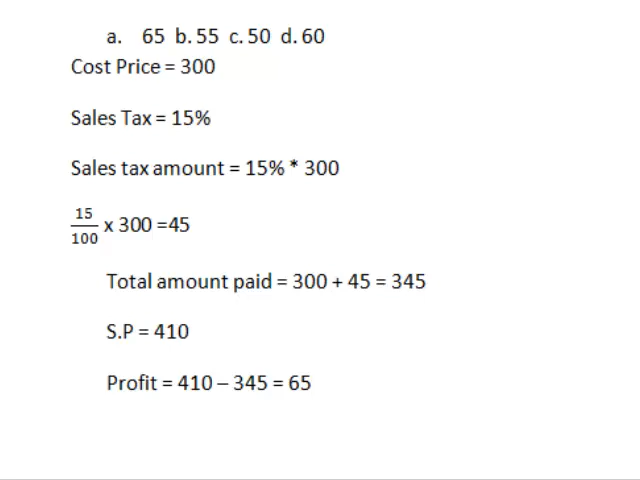 a. 65 b. 55 c. 50 d. 60
Cost Price = 300
Sales Tax = 15%
Sales tax amount = 15% * 300
15/100 x 300 =45
Total amount paid = 300 + 45 = 345
S.P = 410
Profit = 410 – 345 = 65